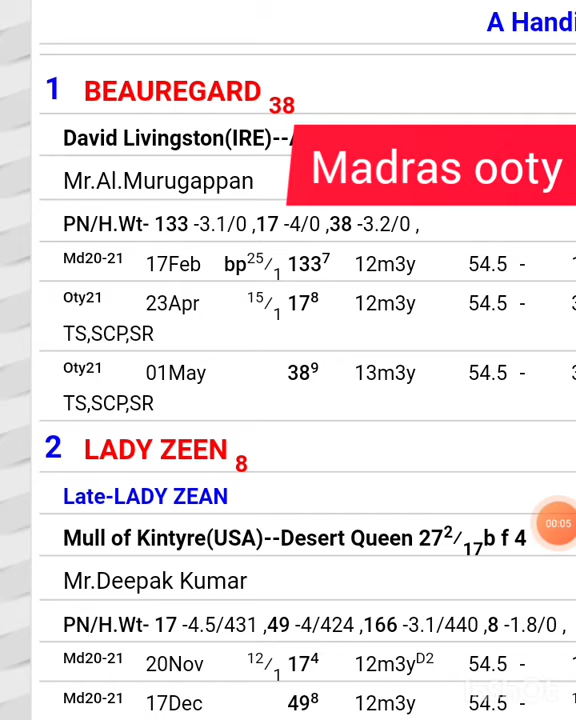 A Handi
1 BEAUREGARD 38
David Livingston(IRE)--
Madras ooty
Mr.Al.Murugappan
PN/H.Wt- 133 -3.1/0 ,17 -4/0 ,38 -3.2/0 ,
Md20-21 17Feb bp25/1 133⁷ 12m3y 54.5 -
Oty21 23Apr 15/1 17⁸ 12m3y 54.5 -
TS,SCP,SR
Oty21 01May 38⁹ 13m3y 54.5 -
TS,SCP,SR
2 LADY ZEEN 8
Late-LADY ZEAN
Mull of Kintyre(USA)--Desert Queen 27²/17b f 4
00:05
Mr.Deepak Kumar
PN/H.Wt- 17 -4.5/431 ,49 -4/424 ,166 -3.1/440 ,8 -1.8/0 ,
Md20-21 20Nov 12/1 17⁴ 12m3yD2 54.5 -
Md20-21 17Dec 49⁸ 12m3y 54.5 -